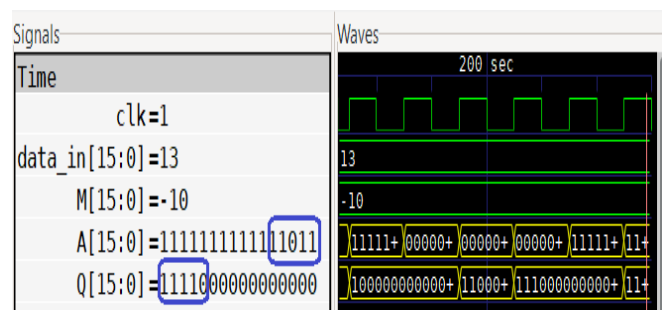 Signals
Waves
Time
200 sec
clk=1
data_in[15:0]=13
13
M[15:0]=-10
-10
A[15:0]=1111111111111011
11111+ 00000+ 00000+ 00000+ 11111+ 11+
Q[15:0]=1111000000000000
100000000000+ 11000+ 111000000000+ 11+